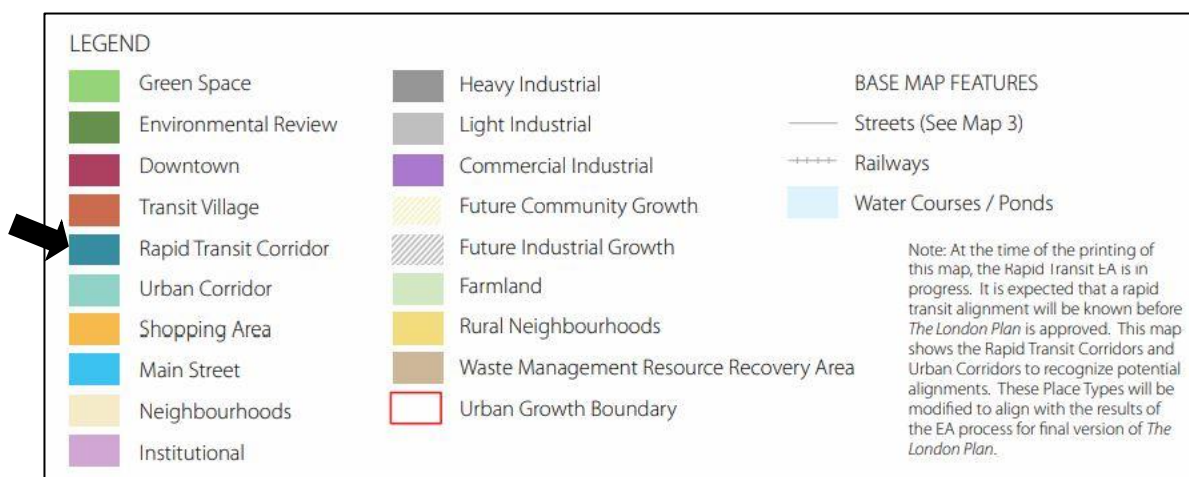 LEGEND
Green Space
Environmental Review
Downtown
Transit Village
Rapid Transit Corridor
Urban Corridor
Shopping Area
Main Street
Neighbourhoods
Institutional
Heavy Industrial
Light Industrial
Commercial Industrial
Future Community Growth
Future Industrial Growth
Farmland
Rural Neighbourhoods
Waste Management Resource Recovery Area
Urban Growth Boundary
BASE MAP FEATURES
Streets (See Map 3)
Railways
Water Courses / Ponds
Note: At the time of the printing of
this map, the Rapid Transit EA is in
progress. It is expected that a rapid
transit alignment will be known before
The London Plan is approved. This map
shows the Rapid Transit Corridors and
Urban Corridors to recognize potential
alignments. These Place Types will be
modified to align with the results of
the EA process for final version of The
London Plan.